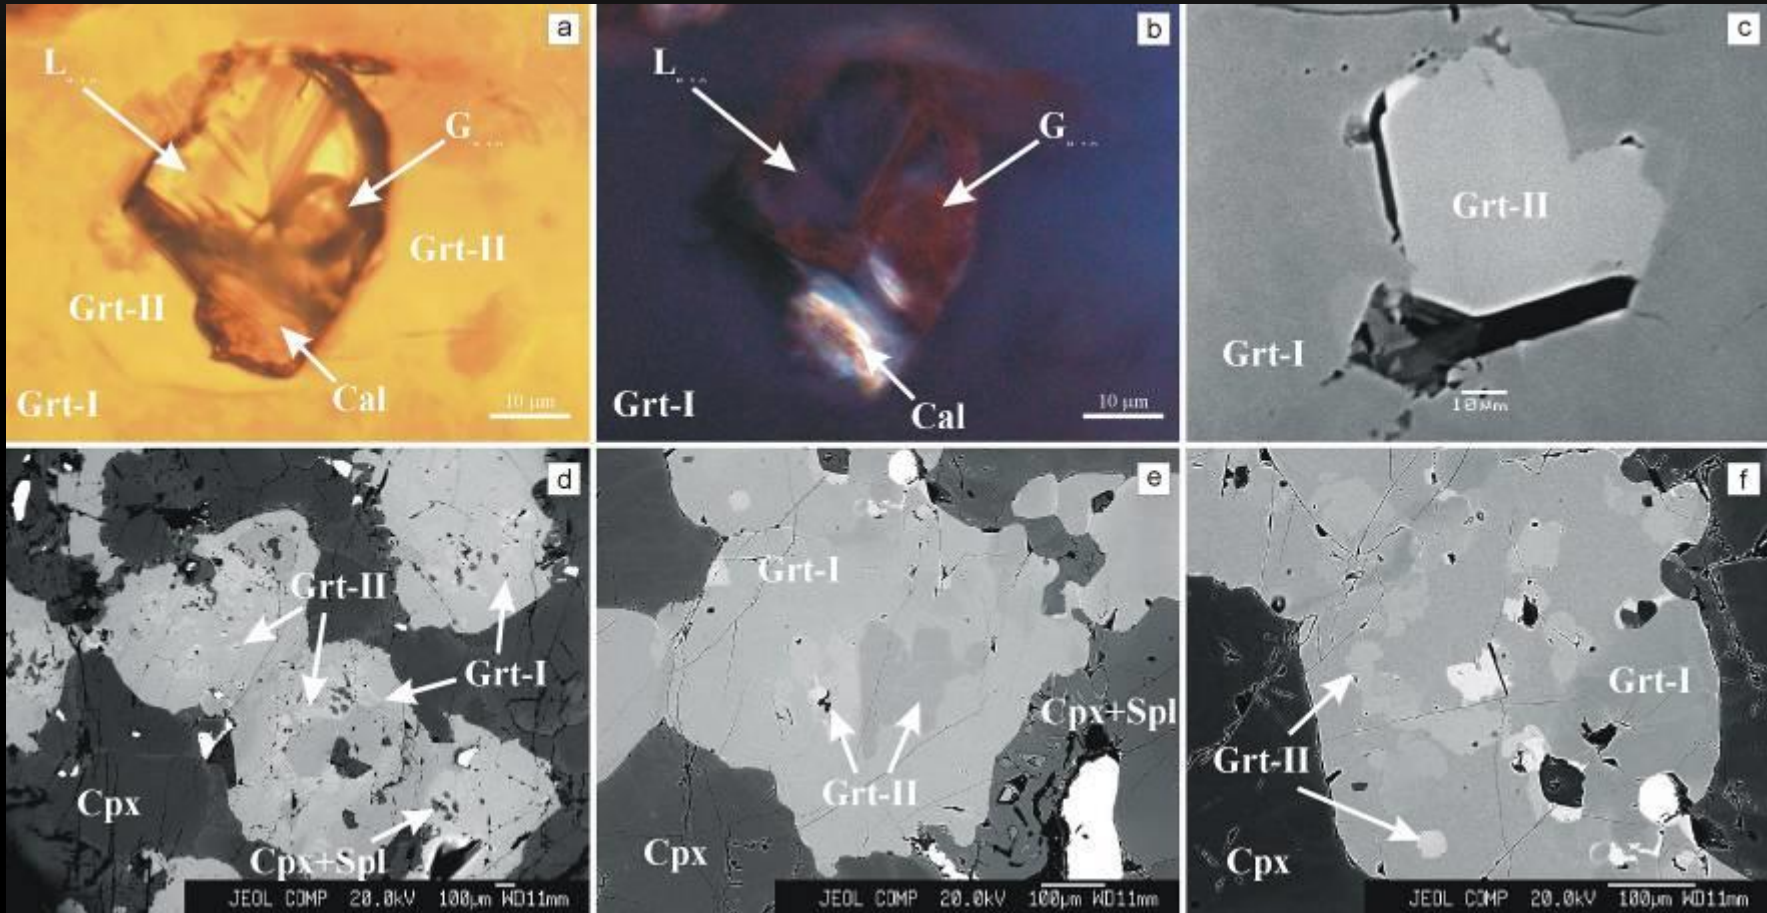 a
L
G
Grt-II
Grt-II
Cal
Grt-I
10 µm
b
L
G
Grt-I
Cal
10 µm
c
Grt-II
Grt-I
10µm
d
Grt-II
Grt-I
Cpx
Cpx+Spl
JEOL COMP 20.0kV 100µm WD11mm
e
Grt-I
Cpx+Spl
Grt-II
Cpx
JEOL COMP 20.0kV 100µm WD11mm
f
Grt-I
Grt-II
Cpx
JEOL COMP 20.0kV 100µm WD11mm